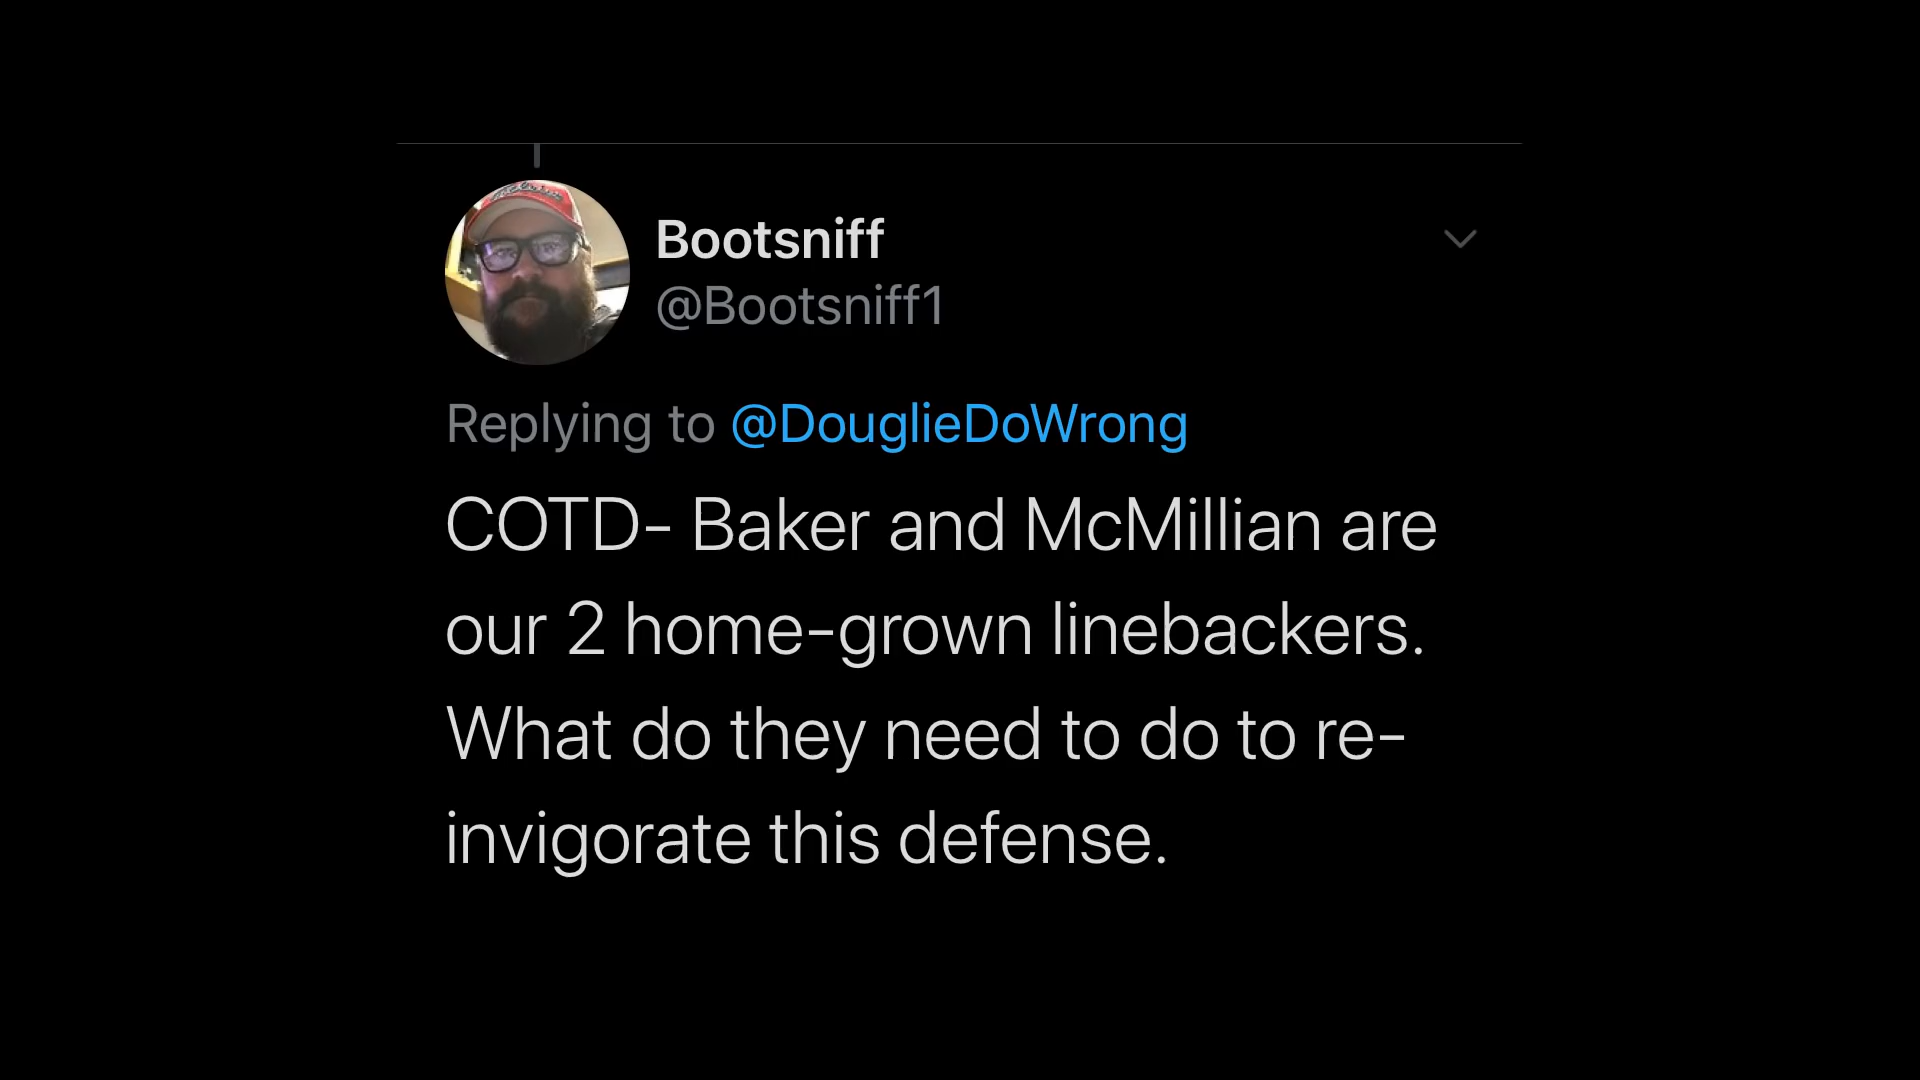 Bootsniff
@Bootsniff1
Replying to @DouglieDoWrong
COTD- Baker and McMillian are
our 2 home-grown linebackers.
What do they need to do to re-
invigorate this defense.